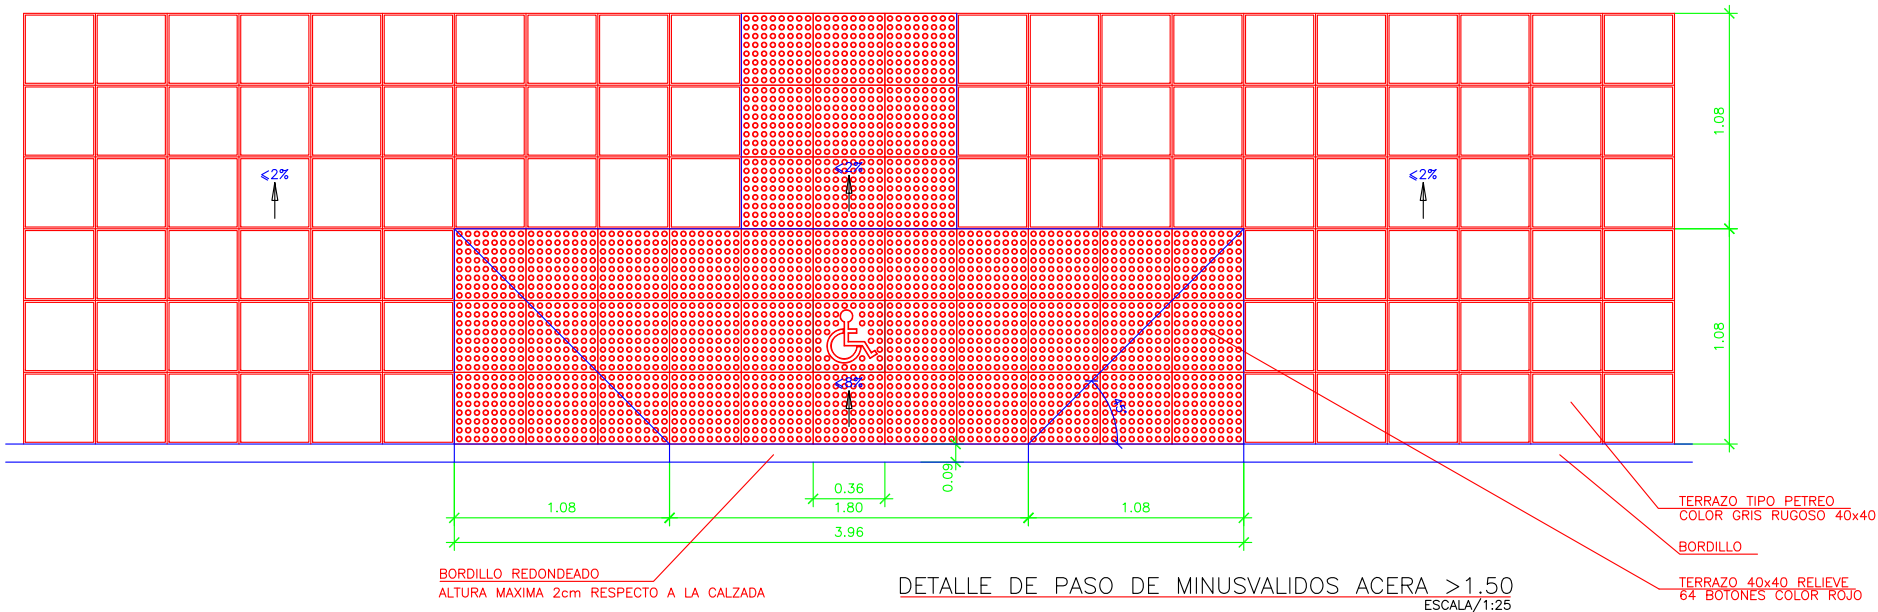 ⩽2%
⩽2%
⩽2%
1.08
1.08
⩽8%
45°
0.09
0.36
1.08
1.80
1.08
3.96
TERRAZO TIPO PETREO
COLOR GRIS RUGOSO 40x40
BORDILLO
TERRAZO 40x40 RELIEVE
64 BOTONES COLOR ROJO
BORDILLO REDONDEADO
ALTURA MAXIMA 2cm RESPECTO A LA CALZADA
DETALLE DE PASO DE MINUSVALIDOS ACERA >1.50
ESCALA/1:25